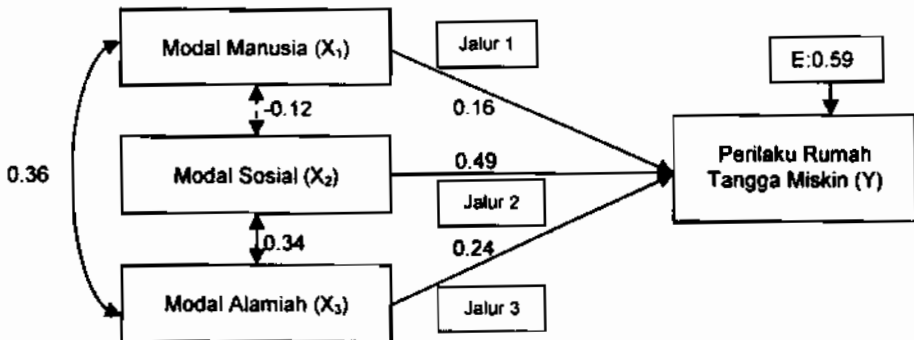 Modal Manusia (X₁)
Jalur 1
E:0.59
-0.12
0.16
0.36
Modal Sosial (X₂)
0.49
Perilaku Rumah
Tangga Miskin (Y)
Jalur 2
0.34
0.24
Modal Alamiah (X₃)
Jalur 3